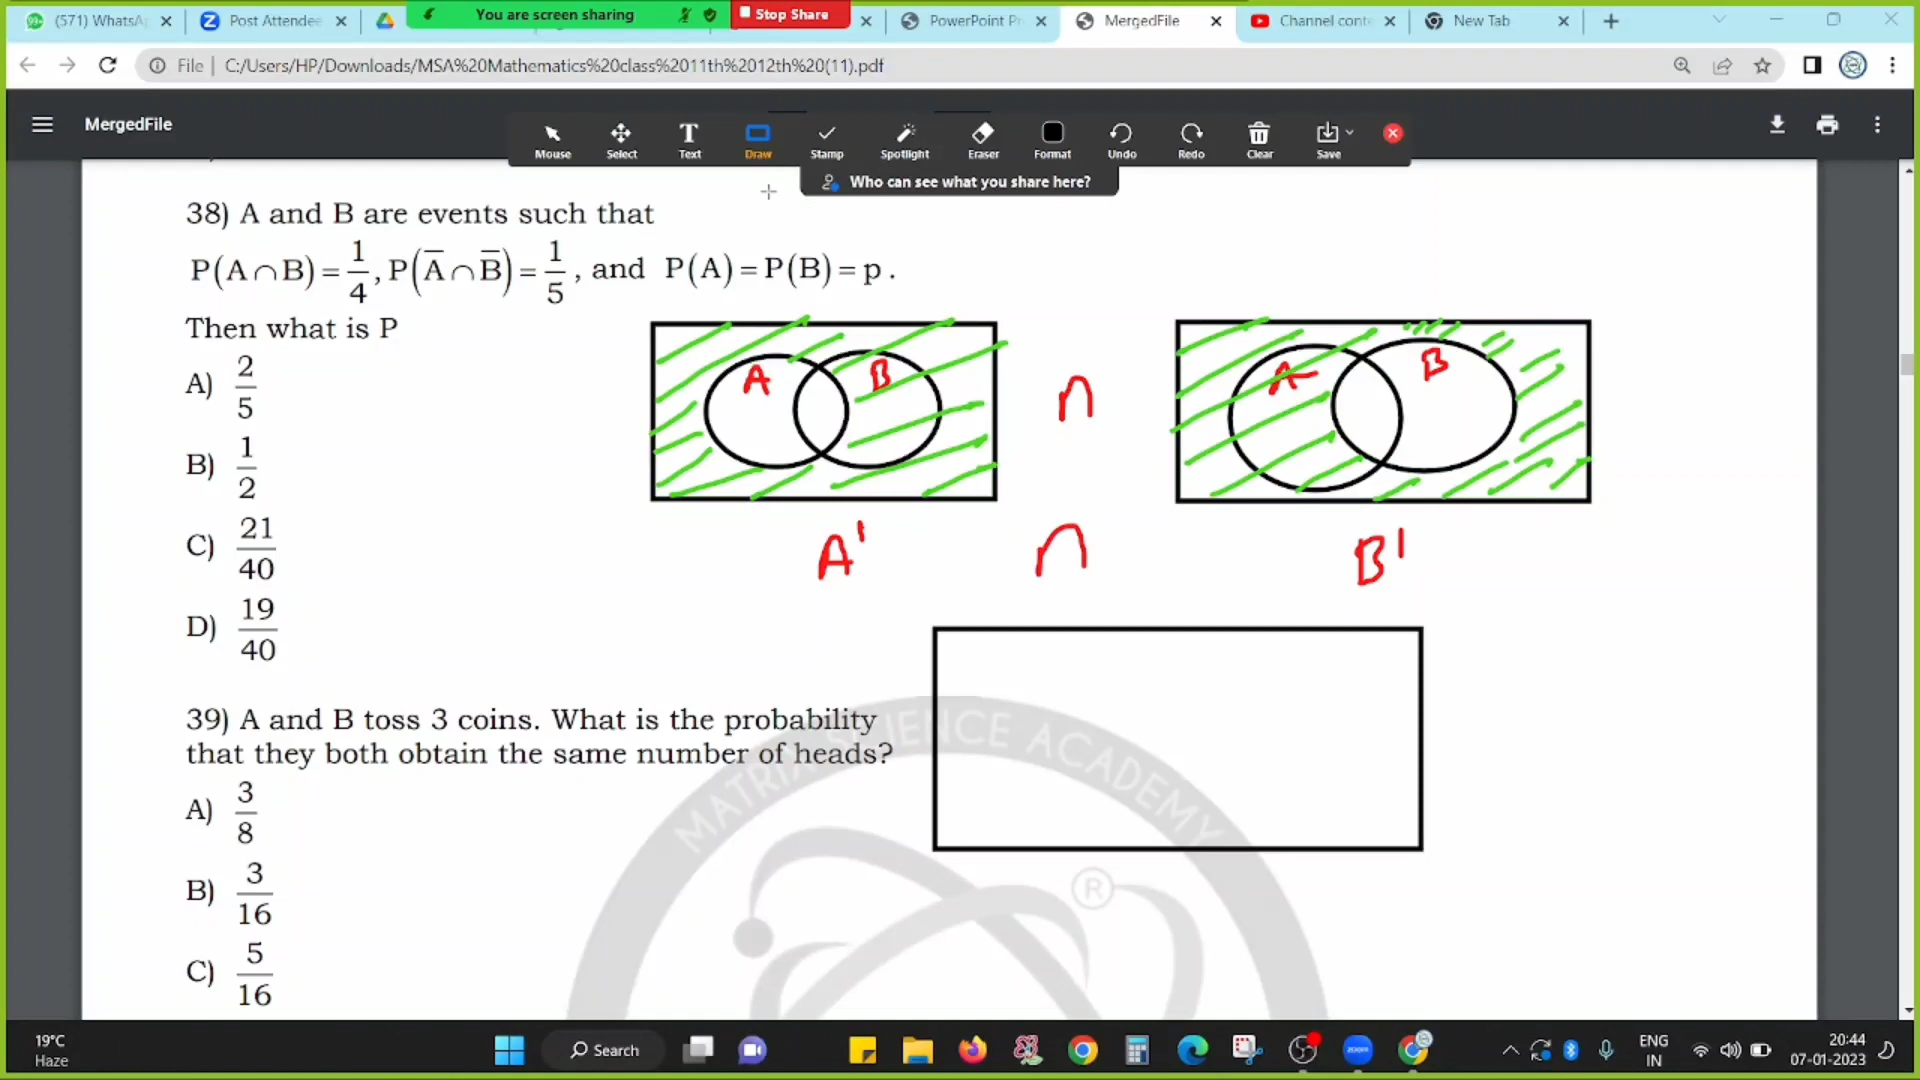 (571) WhatsA
Post Attendee
You are screen sharing
Stop Share
PowerPoint Pr
MergedFile
Channel conte
New Tab
File | C:/Users/HP/Downloads/MSA%20Mathematics%20class%2011th%2012th%20(11).pdf
MergedFile
Mouse Select Text Draw Stamp Spotlight Eraser Format Undo Redo Clear Save
Who can see what you share here?
38) A and B are events such that
P(A∩B) = 1/4, P(A̅∩B̅) = 1/5, and P(A) = P(B) = p.
Then what is P
A) 2/5
B) 1/2
C) 21/40
D) 19/40
A B ∩ A B
A' ∩ B'
39) A and B toss 3 coins. What is the probability
that they both obtain the same number of heads?
A) 3/8
B) 3/16
C) 5/16
MATRIX SCIENCE ACADEMY
®
19°C
Haze
Search
zoom
ENG
IN
20:44
07-01-2023